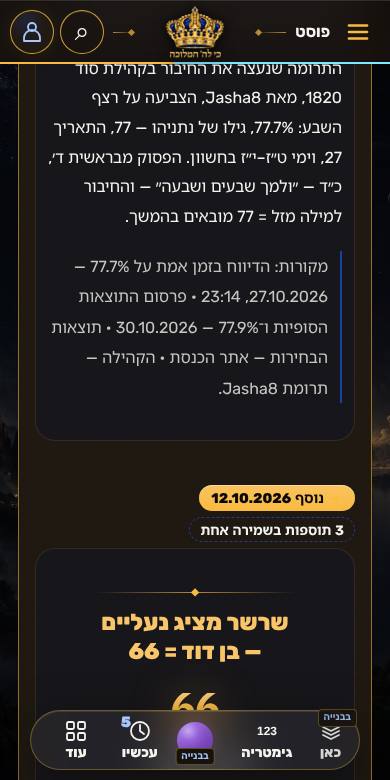 פוסט
כי לה' המלוכה
התרומה שנעצה את החיבור בקהילת סוד
1820, מאת Jasha8, הצביעה על רצף
השבע: 77.7%, גילו של נתניהו — 77, התאריך
27, וימי ט״ז–י״ז בחשוון. הפסוק מבראשית ד׳,
כ״ד — ״ולמך שבעים ושבעה״ — והחיבור
למילה מזל = 77 מובאים בהמשך.
מקורות: הדיווח בזמן אמת על 77.7% —
27.10.2026, 23:14 • פרסום התוצאות
הסופיות ו־77.9% — 30.10.2026 • תוצאות
הבחירות — אתר הכנסת • הקהילה —
תרומת Jasha8.
נוסף 12.10.2026
3 תוספות בשמירה אחת
שרשר מציג נעליים
— בן דוד = 66
66
בבנייה
כאן
123
גימטריה
בבנייה
5
עכשיו
עוד